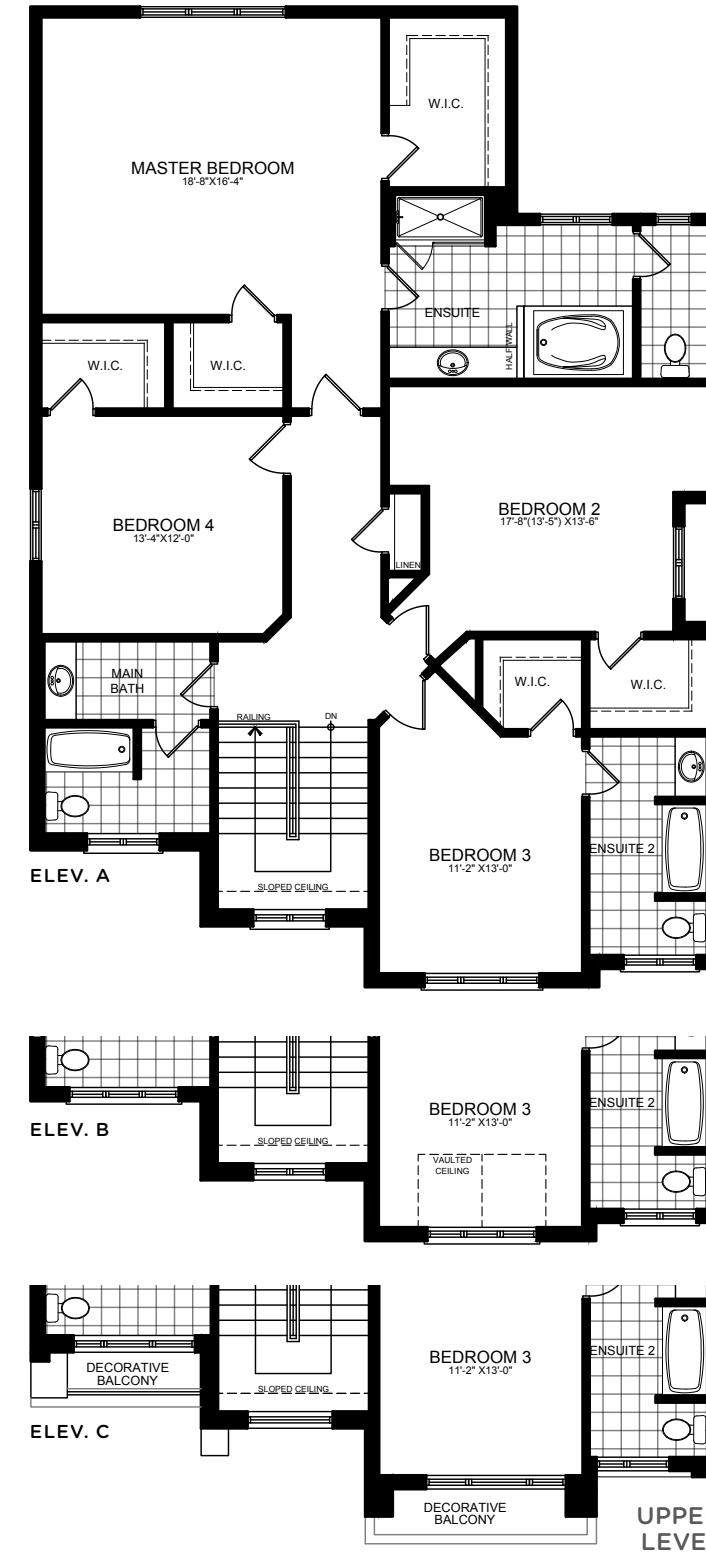 W.I.C.
MASTER BEDROOM
18'-8"X16'-4"
ENSUITE
HALF WALL
W.I.C.
W.I.C.
BEDROOM 4
13'-4"X12'-0"
BEDROOM 2
17'-8"(13'-5") X13'-6"
LINEN
MAIN
BATH
W.I.C.
W.I.C.
RAILING
DN
BEDROOM 3
11'-2" X13'-0"
ENSUITE 2
SLOPED CEILING
ELEV. A
BEDROOM 3
11'-2" X13'-0"
ENSUITE 2
SLOPED CEILING
VAULTED
CEILING
ELEV. B
BEDROOM 3
11'-2" X13'-0"
ENSUITE 2
DECORATIVE
BALCONY
SLOPED CEILING
ELEV. C
DECORATIVE
BALCONY
UPPE
LEVE